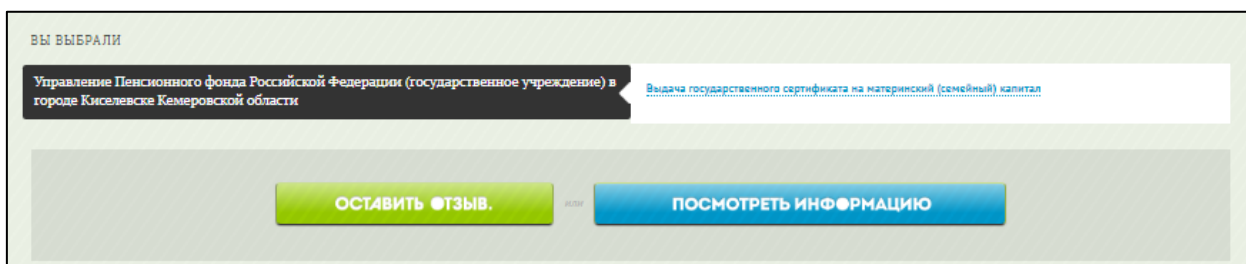 ВЫ ВЫБРАЛИ
Управление Пенсионного фонда Российской Федерации (государственное учреждение) в
городе Киселевске Кемеровской области
Выдача государственного сертификата на материнский (семейный) капитал
ОСТАВИТЬ ОТЗЫВ.
или
ПОСМОТРЕТЬ ИНФОРМАЦИЮ